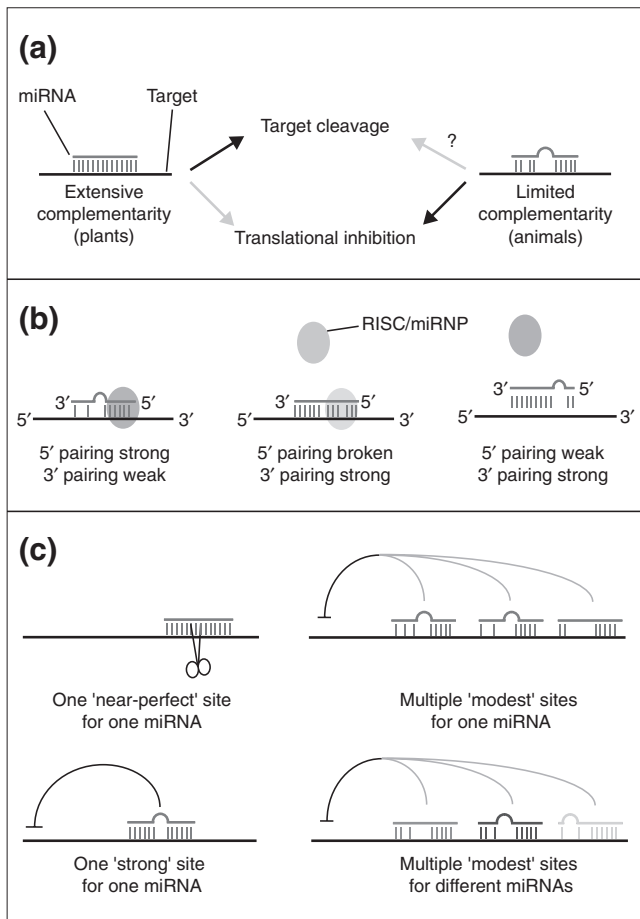 (a)
miRNA
Target
Target cleavage
?
Extensive
complementarity
(plants)
Limited
complementarity
(animals)
Translational inhibition
(b)
RISC/miRNP
3′ 5′
5′ 3′
5′ pairing strong
3′ pairing weak
3′ 5′
5′ 3′
5′ pairing broken
3′ pairing strong
3′ 5′
5′ 3′
5′ pairing weak
3′ pairing strong
(c)
One 'near-perfect' site
for one miRNA
Multiple 'modest' sites
for one miRNA
One 'strong' site
for one miRNA
Multiple 'modest' sites
for different miRNAs